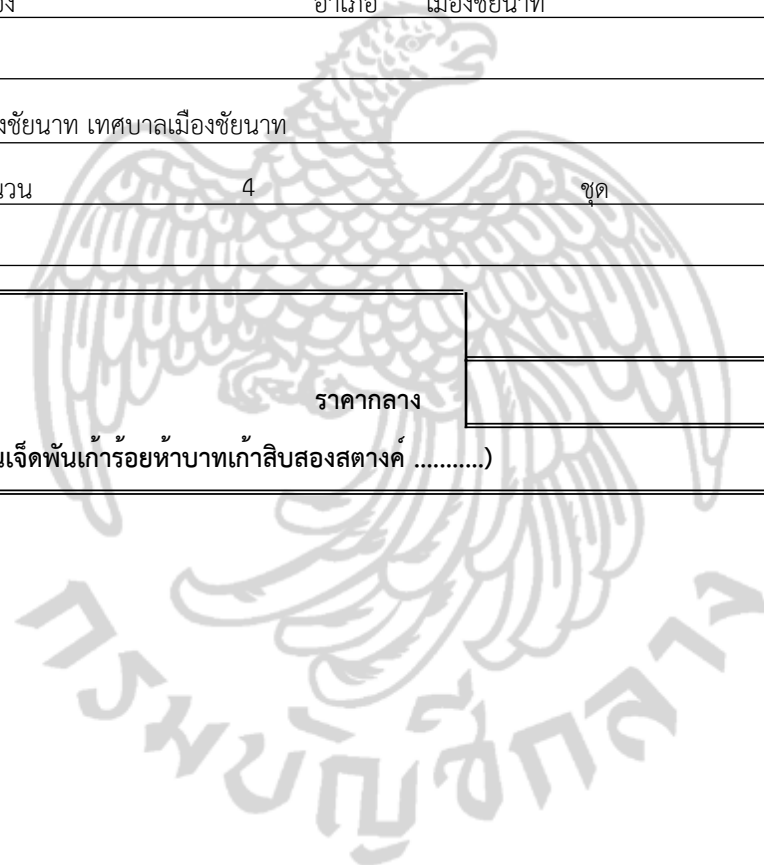 อำเภอ เมืองชัยนาท
งชัยนาท เทศบาลเมืองชัยนาท
นวน 4 ชุด
ราคากลาง
นเจ็ดพันเก้าร้อยห้าบาทเก้าสิบสองสตางค์ ...........)
กรมบัญชีกลาง